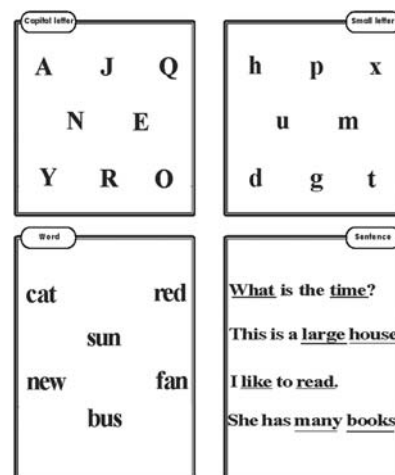 Capital letter
A J Q
N E
Y R O
Small letter
h p x
u m
d g t
Word
cat red
sun
new fan
bus
Sentence
What is the time?
This is a large house
I like to read.
She has many books